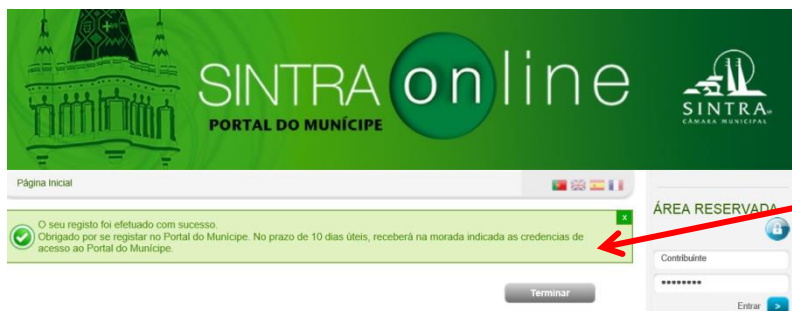 SINTRA online
PORTAL DO MUNÍCIPE
SINTRA
CÂMARA MUNICIPAL
Página Inicial
O seu registo foi efetuado com sucesso.
Obrigado por se registar no Portal do Munícipe. No prazo de 10 dias úteis, receberá na morada indicada as credencias de
acesso ao Portal do Munícipe.
x
Terminar
ÁREA RESERVADA
Contribuinte
••••••••
Entrar >